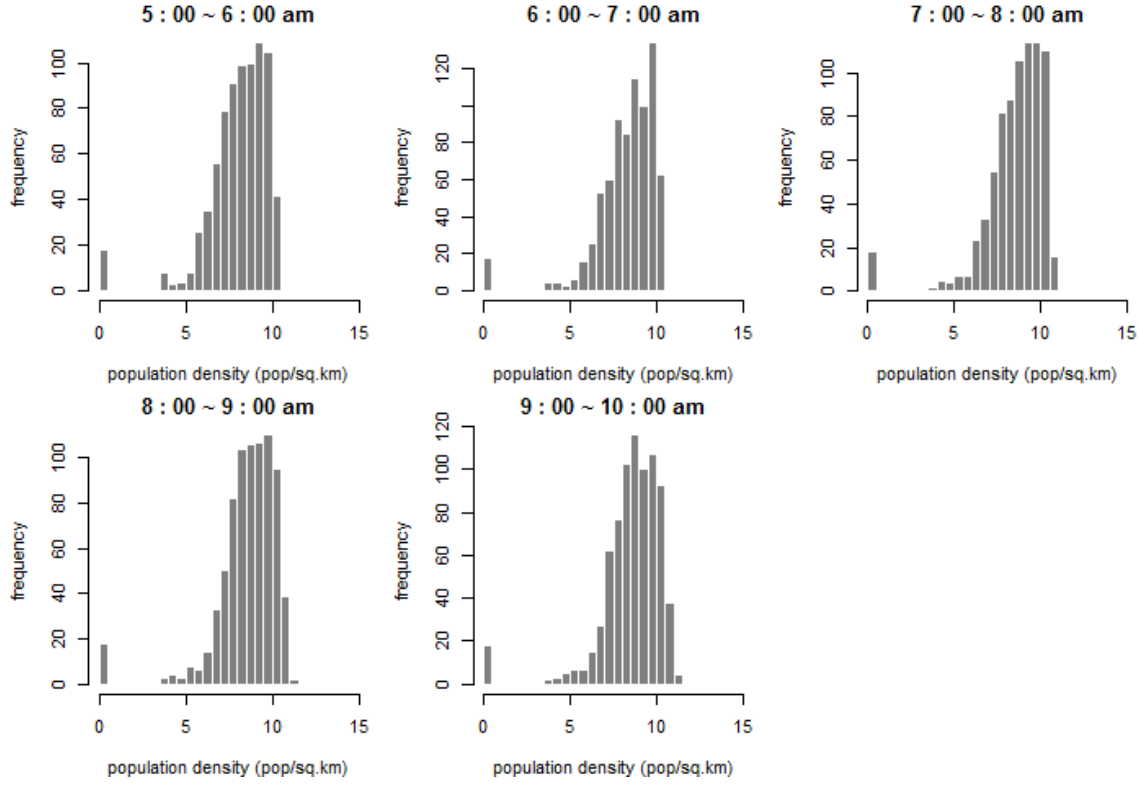 5 : 00 ~ 6 : 00 am
6 : 00 ~ 7 : 00 am
7 : 00 ~ 8 : 00 am
frequency
0 20 40 60 80 100
0 5 10 15
population density (pop/sq.km)
frequency
0 20 40 60 80 120
0 5 10 15
population density (pop/sq.km)
frequency
0 20 40 60 80 100
0 5 10 15
population density (pop/sq.km)
8 : 00 ~ 9 : 00 am
9 : 00 ~ 10 : 00 am
frequency
0 20 40 60 80 100
0 5 10 15
population density (pop/sq.km)
frequency
0 20 40 60 80 100 120
0 5 10 15
population density (pop/sq.km)